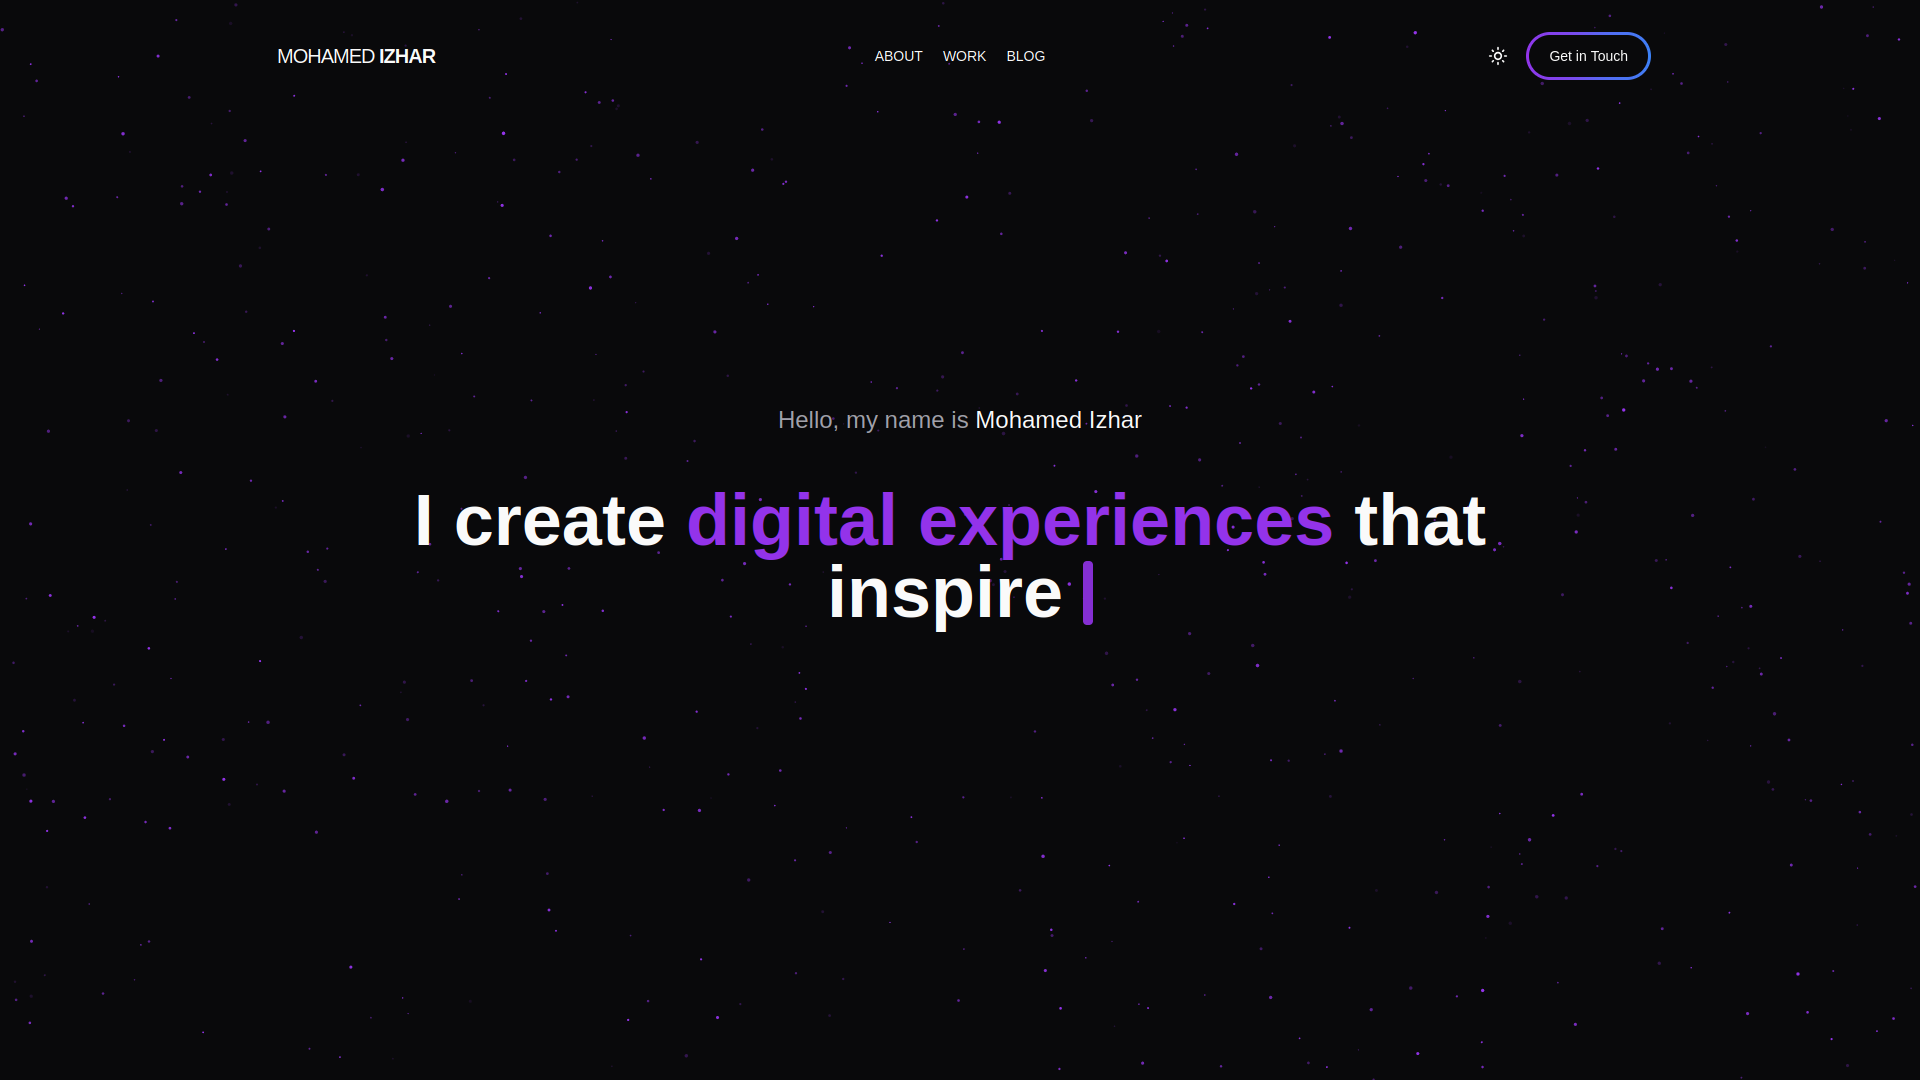 MOHAMED IZHAR
ABOUT WORK BLOG
Get in Touch
Hello, my name is Mohamed Izhar
I create digital experiences that
inspire